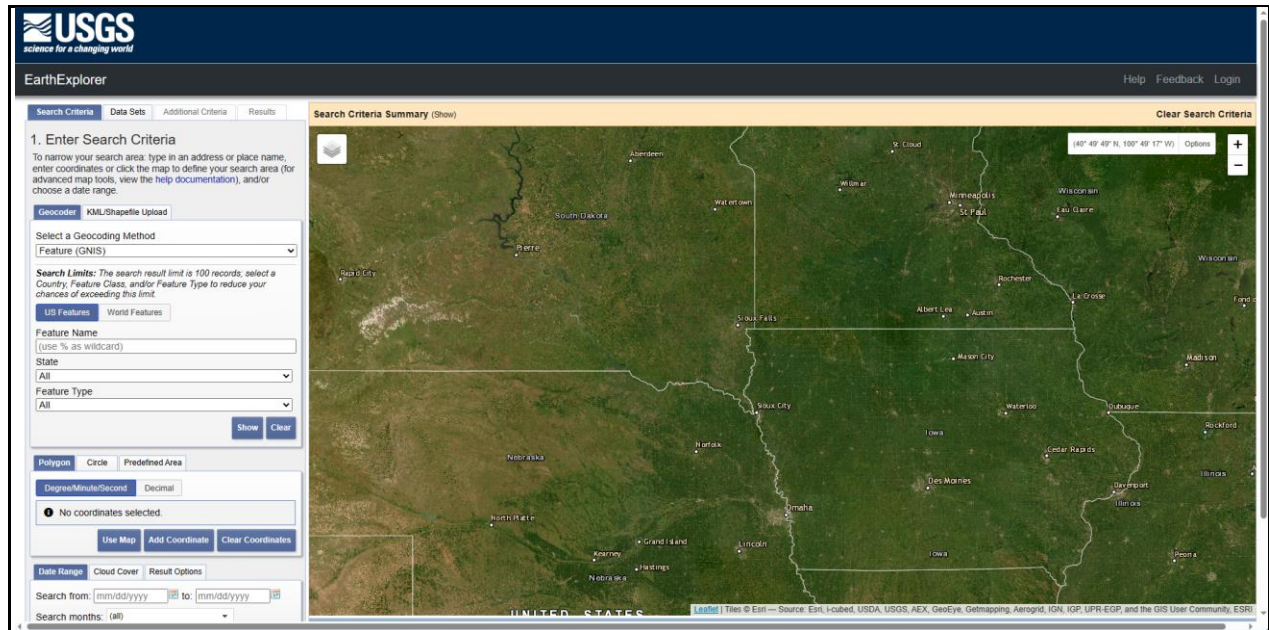 USGS
science for a changing world
EarthExplorer
Help Feedback Login
Search Criteria Data Sets Additional Criteria Results
1. Enter Search Criteria
To narrow your search area: type in an address or place name,
enter coordinates or click the map to define your search area (for
advanced map tools, view the help documentation), and/or
choose a date range.
Geocoder KML/Shapefile Upload
Select a Geocoding Method
Feature (GNIS)
Search Limits: The search result limit is 100 records; select a
Country, Feature Class, and/or Feature Type to reduce your
chances of exceeding this limit.
US Features World Features
Feature Name
(use % as wildcard)
State
All
Feature Type
All
Show Clear
Polygon Circle Predefined Area
Degree/Minute/Second Decimal
No coordinates selected.
Use Map Add Coordinate Clear Coordinates
Date Range Cloud Cover Result Options
Search from: mm/dd/yyyy to: mm/dd/yyyy
Search months: (all)
Search Criteria Summary (Show) Clear Search Criteria
(40° 49' 49" N, 100° 49' 17" W) Options
+
−
Aberdeen
St Cloud
Willmar
Minneapolis
Wisconsin
Watertown
South Dakota
St Paul
Eau Claire
Pierre
Wisconsin
Rapid City
Rochester
La Crosse
Fond d
Albert Lea
Austin
Sioux Falls
Mason City
Madison
Sioux City
Waterloo
Dubuque
Rockford
Iowa
Norfolk
Cedar Rapids
Nebraska
Illinois
Des Moines
Davenport
Illinois
Omaha
North Platte
Grand Island
Lincoln
Iowa
Peoria
Kearney
Hastings
Nebraska
UNITED STATES
Leaflet | Tiles © Esri — Source: Esri, i-cubed, USDA, USGS, AEX, GeoEye, Getmapping, Aerogrid, IGN, IGP, UPR-EGP, and the GIS User Community, ESRI